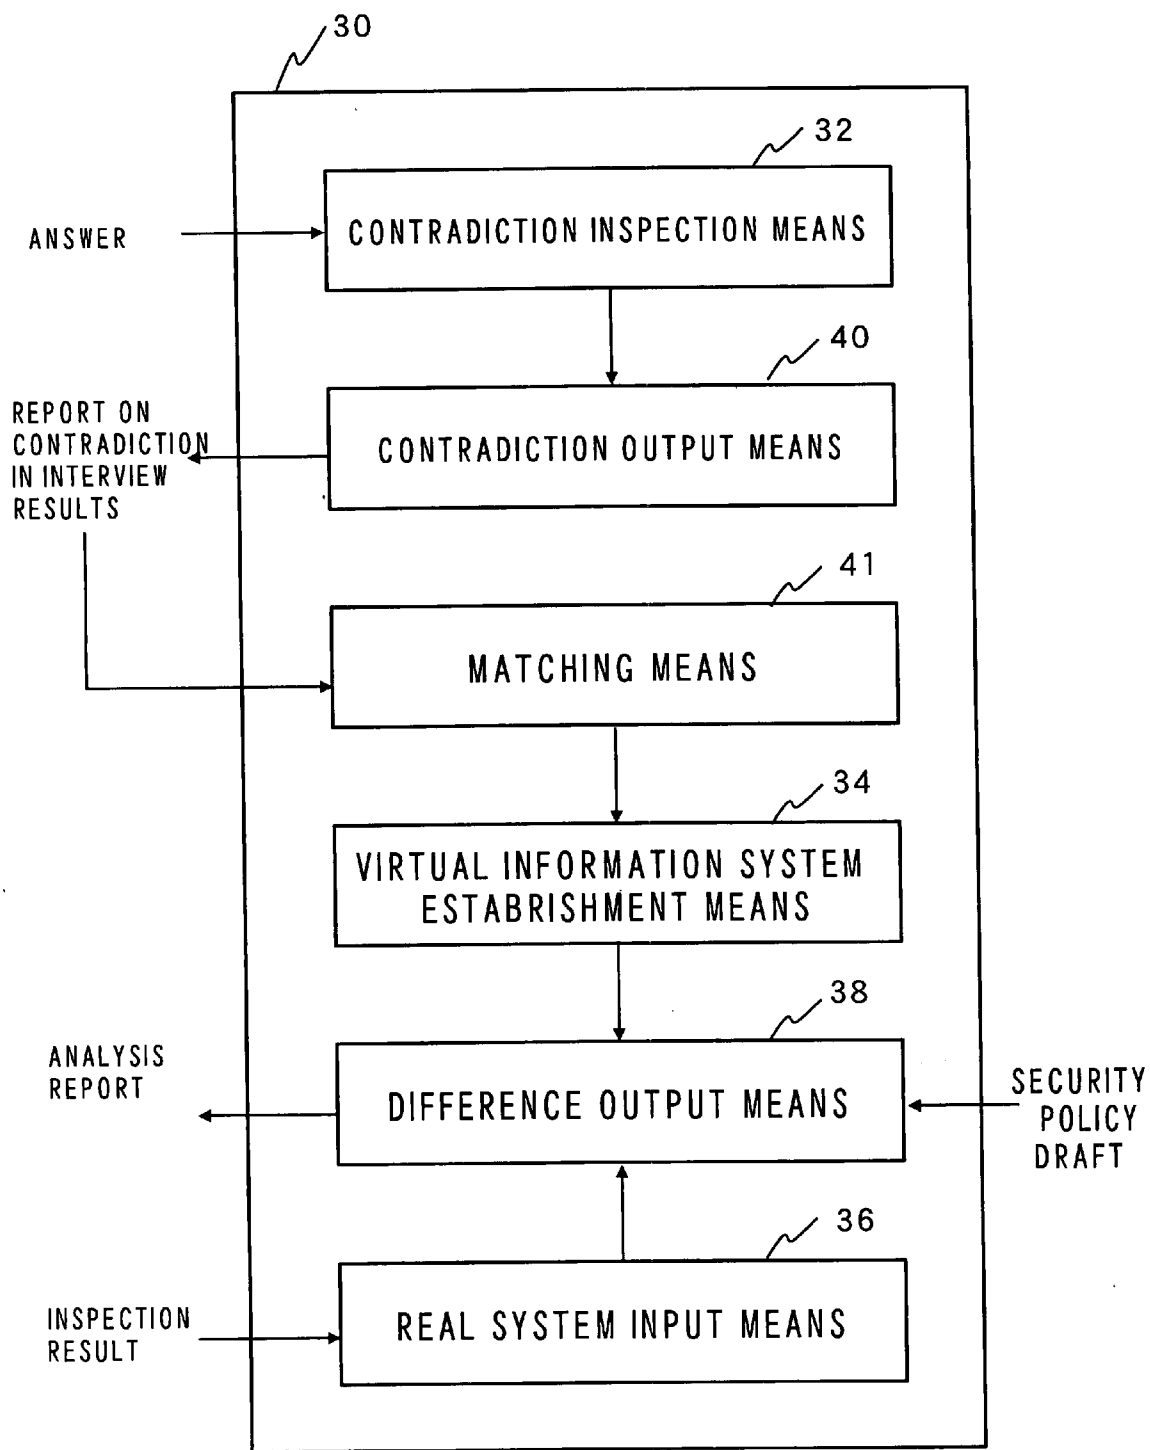 30
32
ANSWER
CONTRADICTION INSPECTION MEANS
40
REPORT ON
CONTRADICTION
IN INTERVIEW
RESULTS
CONTRADICTION OUTPUT MEANS
41
MATCHING MEANS
34
VIRTUAL INFORMATION SYSTEM
ESTABRISHMENT MEANS
38
ANALYSIS
REPORT
DIFFERENCE OUTPUT MEANS
SECURITY
POLICY
DRAFT
36
INSPECTION
RESULT
REAL SYSTEM INPUT MEANS